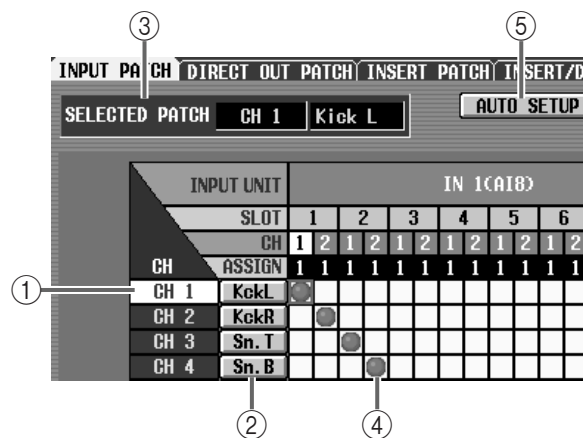 ③ ⑤
INPUT PATCH DIRECT OUT PATCH INSERT PATCH INSERT/D
SELECTED PATCH CH 1 Kick L AUTO SETUP
INPUT UNIT IN 1(AI8)
SLOT 1 2 3 4 5 6
CH 1 2 1 2 1 2 1 2 1 2 1 2
CH ASSIGN 1 1 1 1 1 1 1 1 1 1 1 1
① CH 1 KckL
CH 2 KckR
CH 3 Sn.T
CH 4 Sn.B
② ④